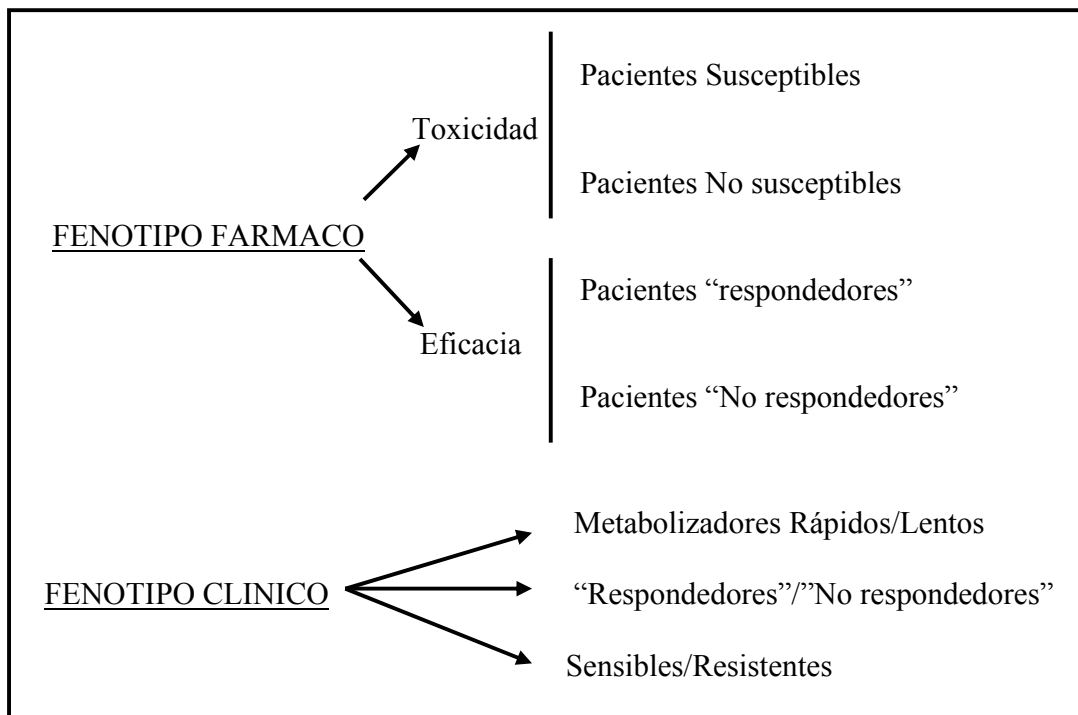 Pacientes Susceptibles
Toxicidad
Pacientes No susceptibles
FENOTIPO FARMACO
Pacientes “respondedores”
Eficacia
Pacientes “No respondedores”
Metabolizadores Rápidos/Lentos
FENOTIPO CLINICO
“Respondedores”/”No respondedores”
Sensibles/Resistentes